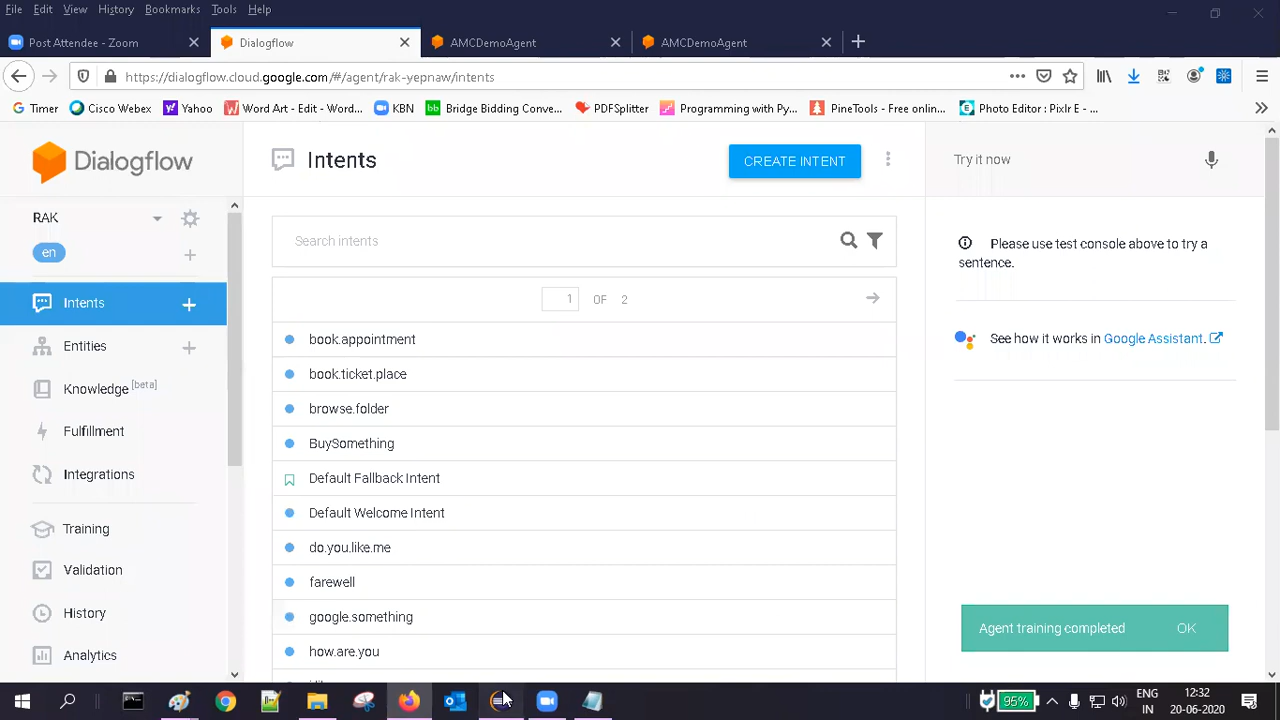 File Edit View History Bookmarks Tools Help
Post Attendee - Zoom
Dialogflow
AMCDemoAgent
AMCDemoAgent
https://dialogflow.cloud.google.com/#/agent/rak-yepnaw/intents
Timer
Cisco Webex
Yahoo
Word Art - Edit - Word...
KBN
Bridge Bidding Conve...
PDFSplitter
Programming with Py...
PineTools - Free onlin...
Photo Editor : Pixlr E - ...
Dialogflow
Intents
CREATE INTENT
Try it now
RAK
en
Search intents
Please use test console above to try a
sentence.
Intents
1 OF 2
See how it works in Google Assistant.
book.appointment
Entities
book.ticket.place
Knowledge [beta]
browse.folder
Fulfillment
BuySomething
Integrations
Default Fallback Intent
Default Welcome Intent
Training
do.you.like.me
Validation
farewell
History
google.something
Agent training completed OK
Analytics
how.are.you
95%
ENG
IN
12:32
20-06-2020